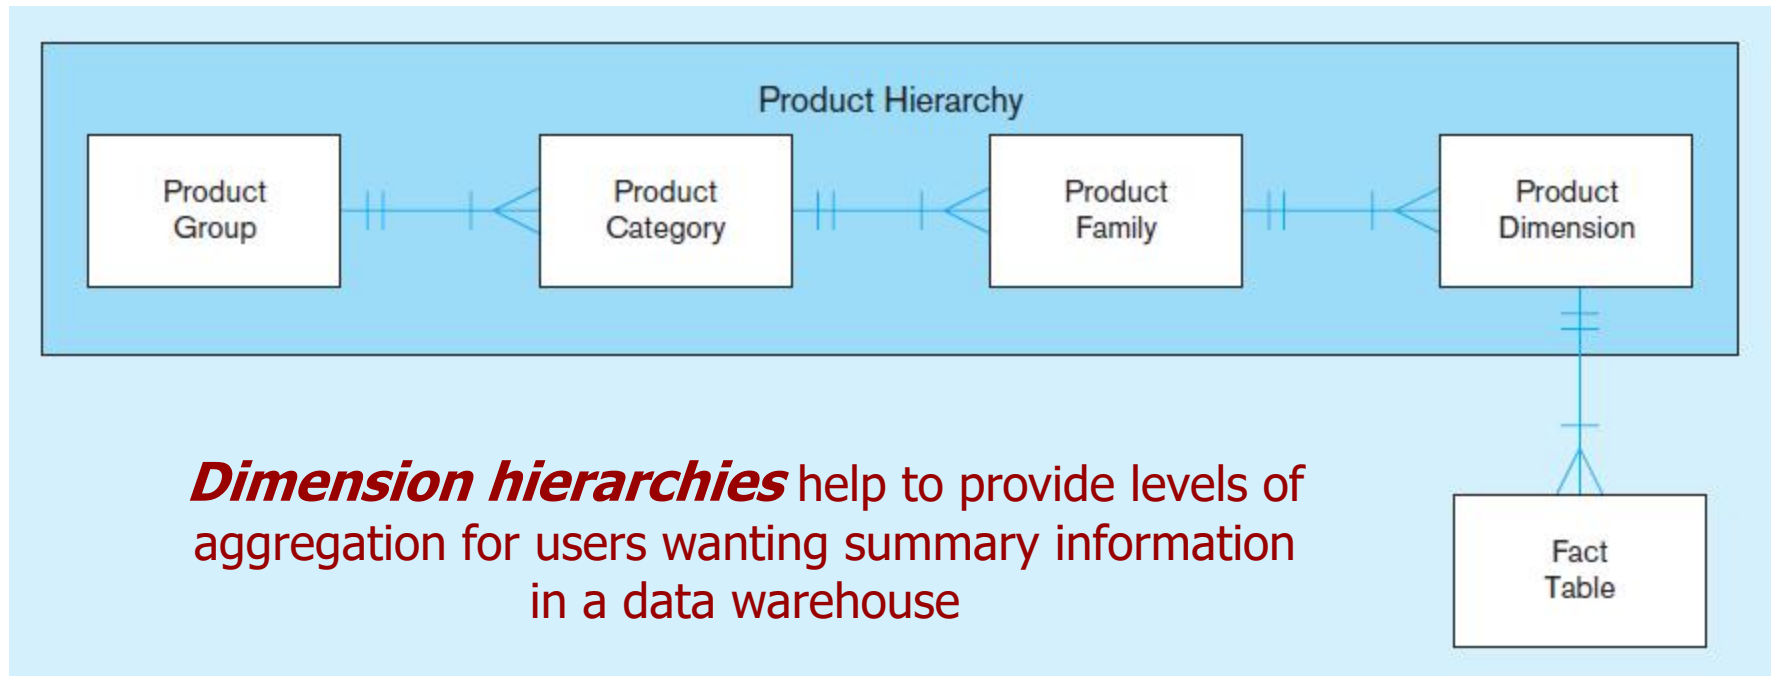 Product Hierarchy
Product
Group
Product
Category
Product
Family
Product
Dimension
Dimension hierarchies help to provide levels of
aggregation for users wanting summary information
in a data warehouse
Fact
Table